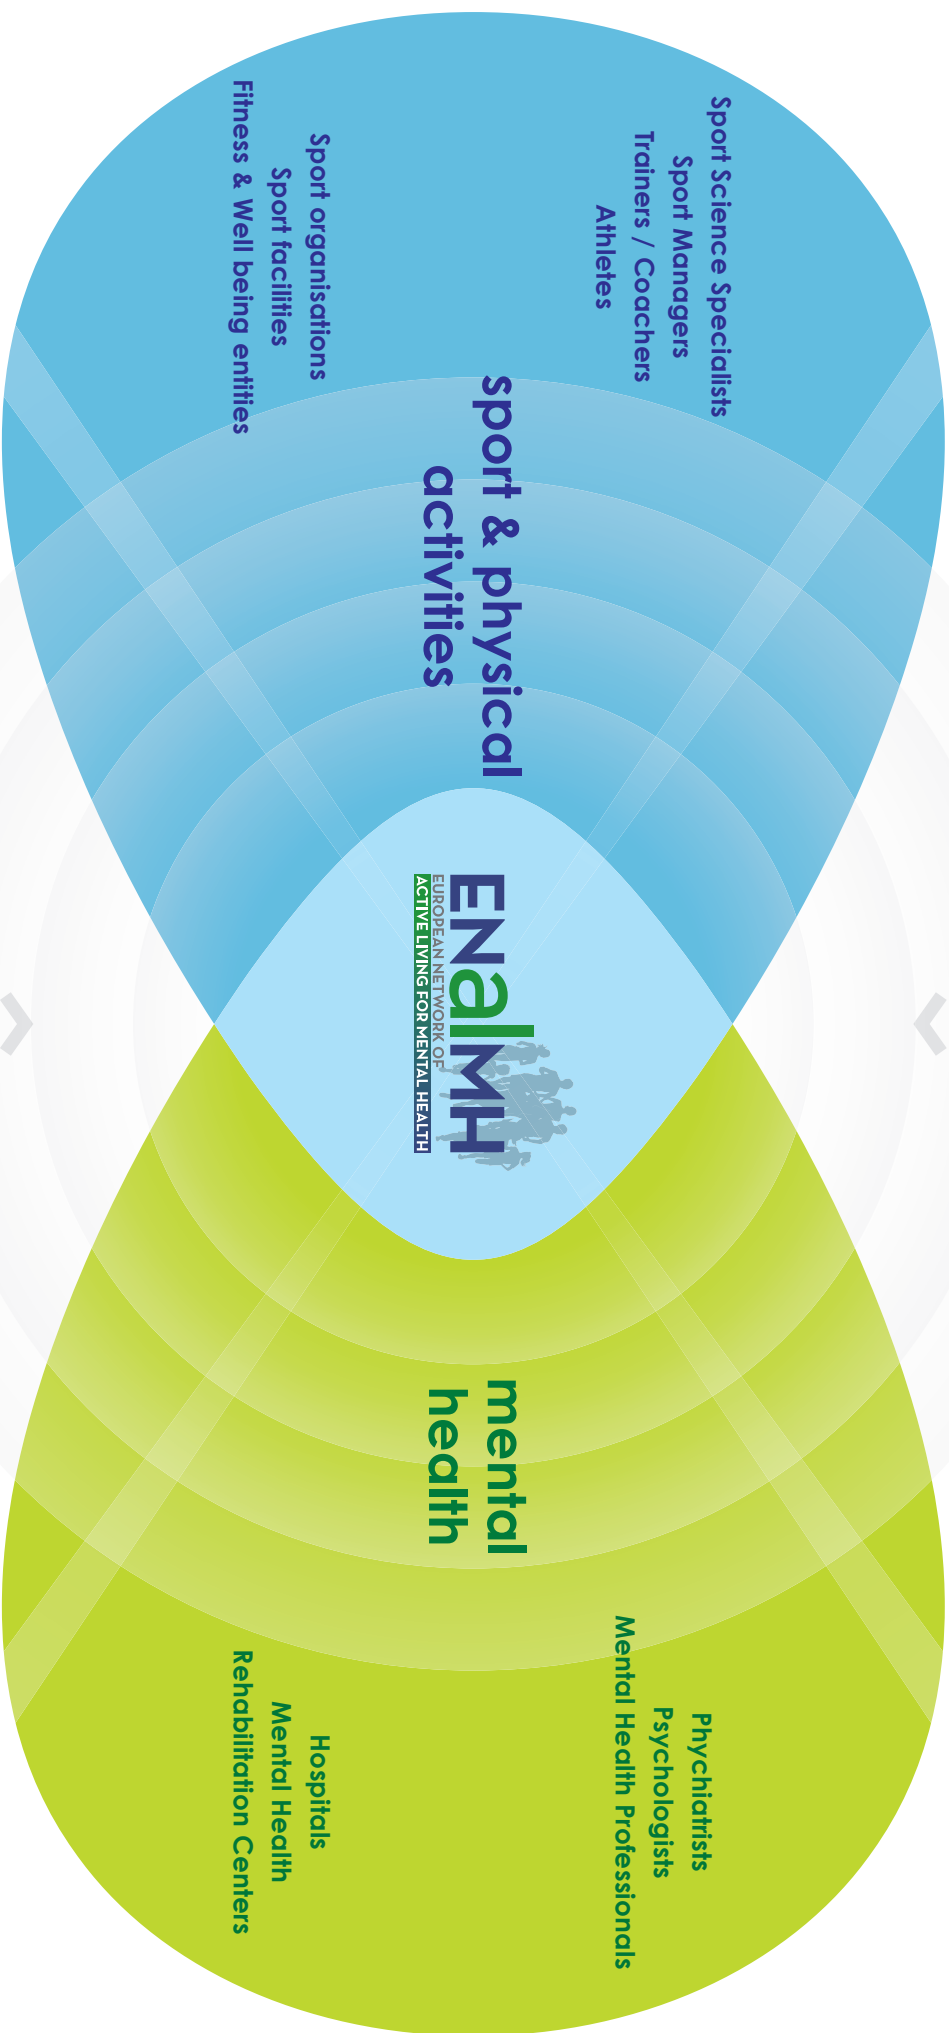 Sport Science Specialists
Sport Managers
Trainers / Coachers
Athletes
Sport organisations
Sport facilities
Fitness & Well being entities
sport & physical
activities
ENalMH
EUROPEAN NETWORK OF
ACTIVE LIVING FOR MENTAL HEALTH
mental
health
Phychiatrists
Psychologists
Mental Health Professionals
Hospitals
Mental Health
Rehabilitation Centers